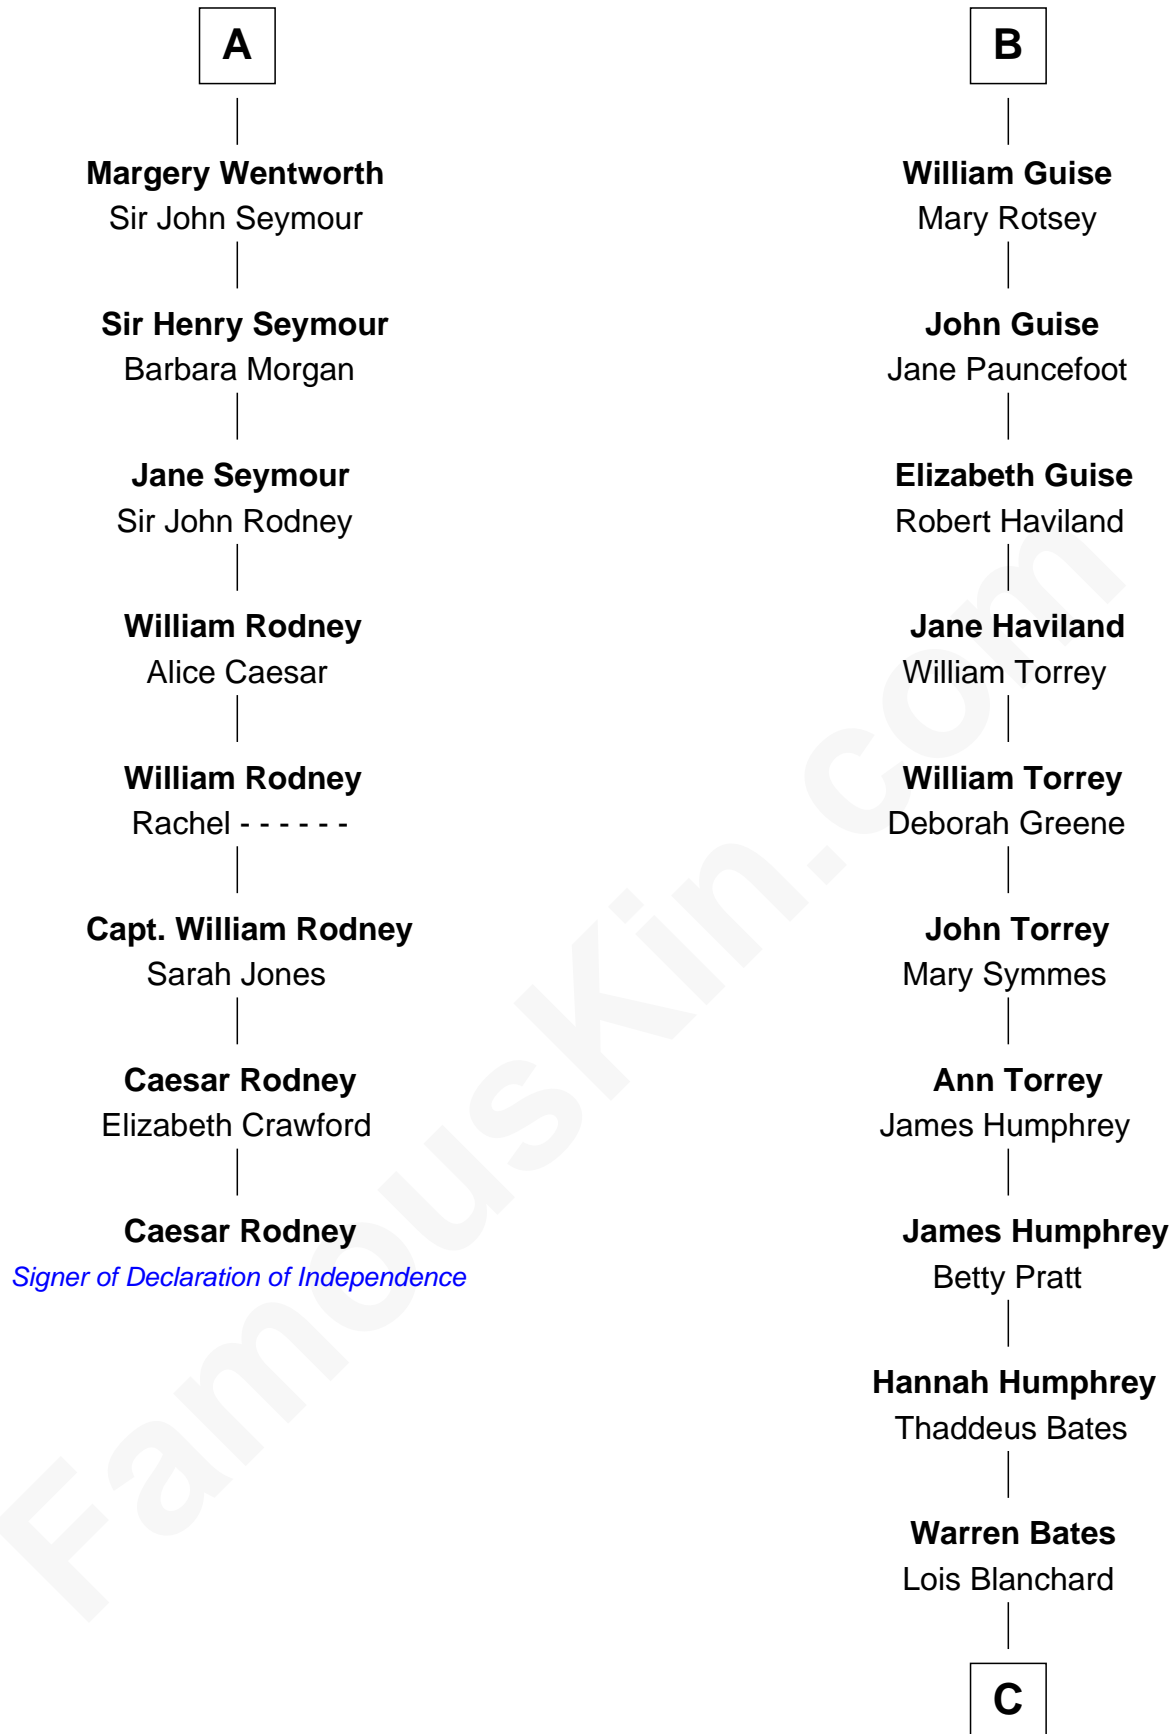 A
Margery Wentworth
Sir John Seymour
Sir Henry Seymour
Barbara Morgan
Jane Seymour
Sir John Rodney
William Rodney
Alice Caesar
William Rodney
Rachel - - - - - -
Capt. William Rodney
Sarah Jones
Caesar Rodney
Elizabeth Crawford
Caesar Rodney
Signer of Declaration of Independence
B
William Guise
Mary Rotsey
John Guise
Jane Pauncefoot
Elizabeth Guise
Robert Haviland
Jane Haviland
William Torrey
William Torrey
Deborah Greene
John Torrey
Mary Symmes
Ann Torrey
James Humphrey
James Humphrey
Betty Pratt
Hannah Humphrey
Thaddeus Bates
Warren Bates
Lois Blanchard
C
FamousKin.com